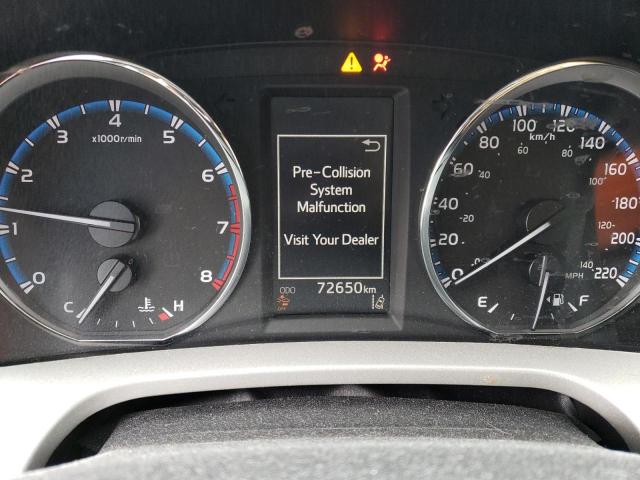 0 1 2 3 4 5 6 7 8
x1000r/min
C H
Pre-Collision
System
Malfunction
Visit Your Dealer
ODO 72650km
0 20 40 60 80 100 120 140 160 180 200 220
km/h
20 40 60 80 100 120 140
MPH
E F